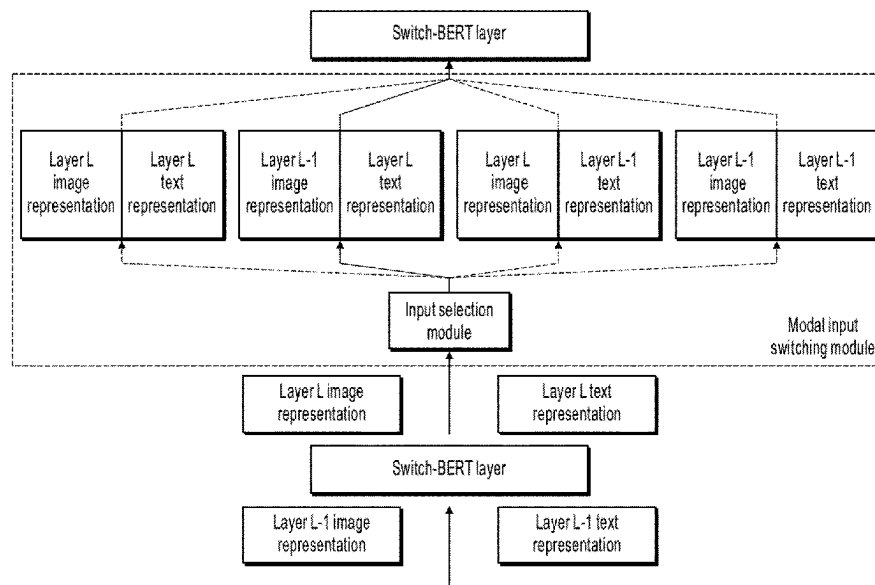 Switch-BERT layer
Layer L
image
representation
Layer L
text
representation
Layer L-1
image
representation
Layer L
text
representation
Layer L
image
representation
Layer L-1
text
representation
Layer L-1
image
representation
Layer L-1
text
representation
Input selection
module
Modal input
switching module
Layer L image
representation
Layer L text
representation
Switch-BERT layer
Layer L-1 image
representation
Layer L-1 text
representation